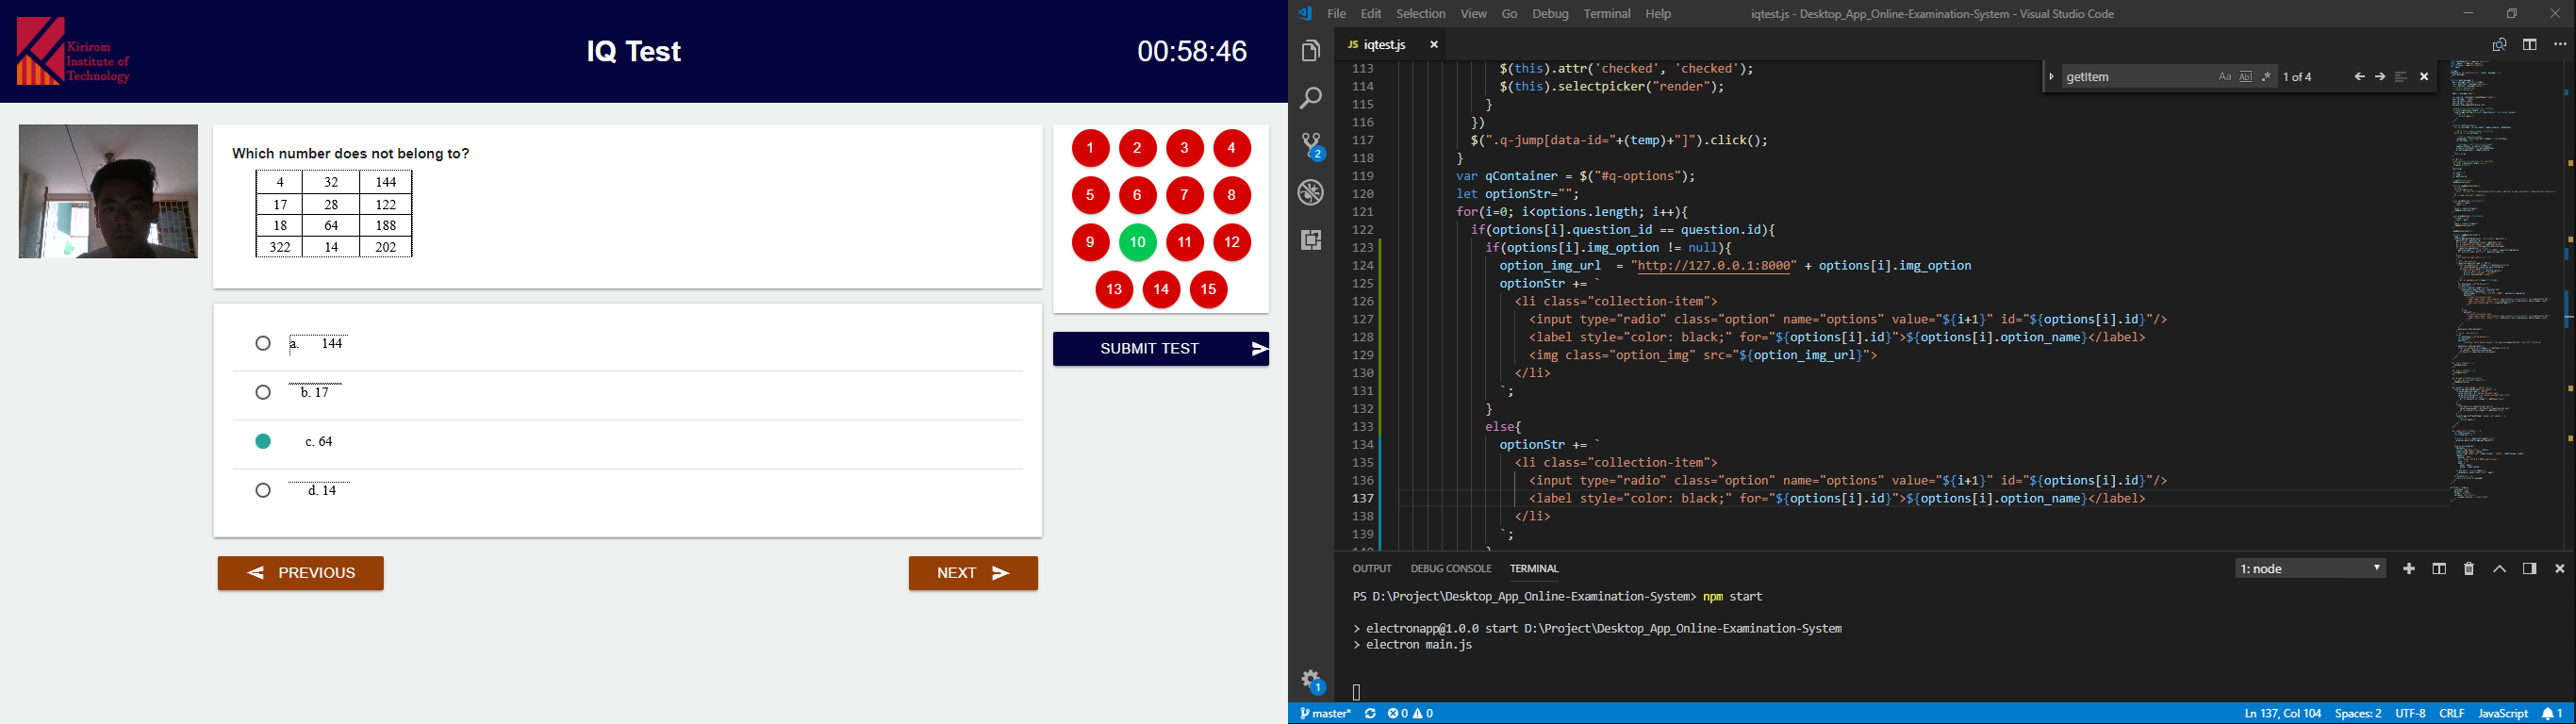 Kirirom
Institute of
Technology
IQ Test
00:58:46
Which number does not belong to?
4 32 144
17 28 122
18 64 188
322 14 202
a. 144
b. 17
c. 64
d. 14
PREVIOUS
NEXT
1 2 3 4
5 6 7 8
9 10 11 12
13 14 15
SUBMIT TEST
File Edit Selection View Go Debug Terminal Help
iqtest.js - Desktop_App_Online-Examination-System - Visual Studio Code
JS iqtest.js
getItem
Aa Abl .*
1 of 4
113 $(this).attr('checked', 'checked');
114 $(this).selectpicker("render");
115 }
116 })
117 $(".q-jump[data-id="+(temp)+"]").click();
118 }
119 var qContainer = $("#q-options");
120 let optionStr="";
121 for(i=0; i<options.length; i++){
122 if(options[i].question_id == question.id){
123 if(options[i].img_option != null){
124 option_img_url = "http://127.0.0.1:8000" + options[i].img_option
125 optionStr += `
126 <li class="collection-item">
127 <input type="radio" class="option" name="options" value="${i+1}" id="${options[i].id}"/>
128 <label style="color: black;" for="${options[i].id}">${options[i].option_name}</label>
129 <img class="option_img" src="${option_img_url}">
130 </li>
131 `;
132 }
133 else{
134 optionStr += `
135 <li class="collection-item">
136 <input type="radio" class="option" name="options" value="${i+1}" id="${options[i].id}"/>
137 <label style="color: black;" for="${options[i].id}">${options[i].option_name}</label>
138 </li>
139 `;
2
OUTPUT DEBUG CONSOLE TERMINAL
1: node
PS D:\Project\Desktop_App_Online-Examination-System> npm start
> electronapp@1.0.0 start D:\Project\Desktop_App_Online-Examination-System
> electron main.js
1
master* 0 0
Ln 137, Col 104 Spaces: 2 UTF-8 CRLF JavaScript 1